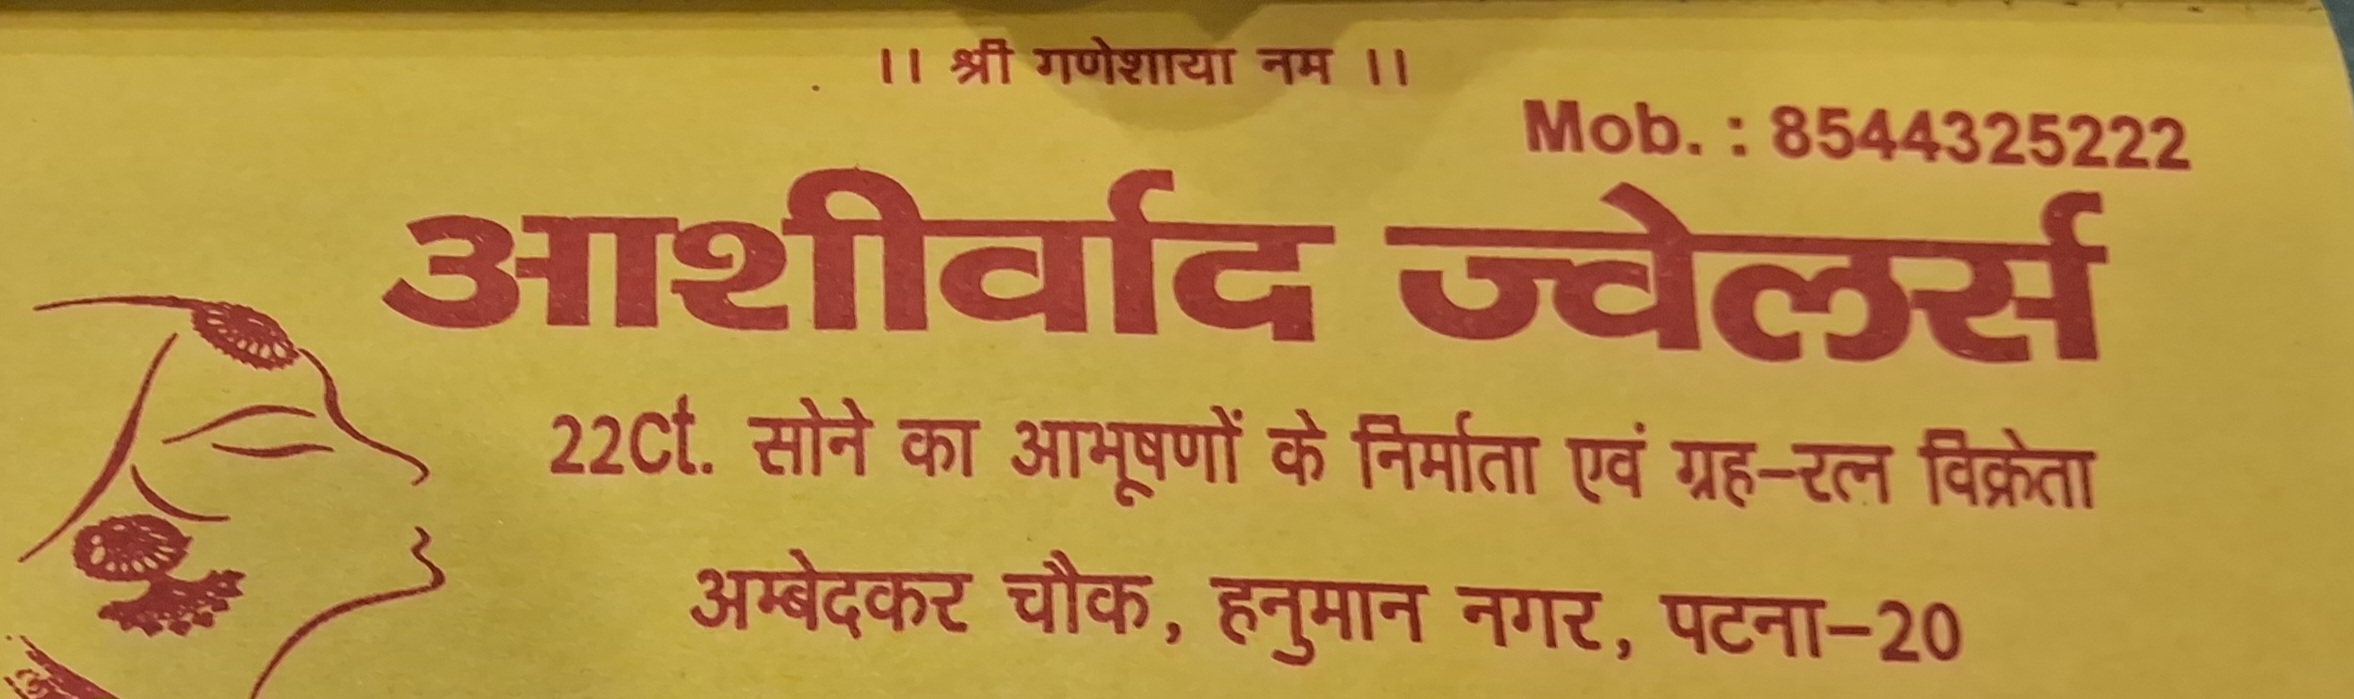 ।। श्री गणेशाया नम ।।
Mob. : 8544325222
आशीर्वाद ज्वेलर्स
22Ct. सोने का आभूषणों के निर्माता एवं ग्रह-रत्न विक्रेता
अम्बेदकर चौक, हनुमान नगर, पटना-20